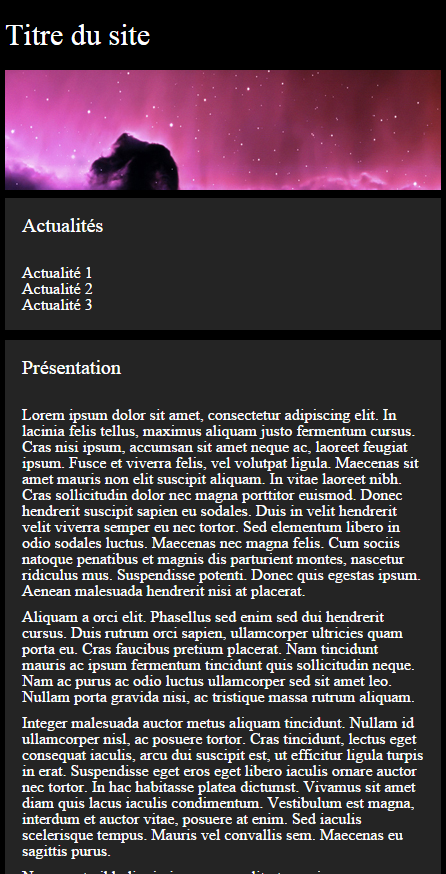 Titre du site
Actualités
Actualité 1
Actualité 2
Actualité 3
Présentation
Lorem ipsum dolor sit amet, consectetur adipiscing elit. In
lacinia felis tellus, maximus aliquam justo fermentum cursus.
Cras nisi ipsum, accumsan sit amet neque ac, laoreet feugiat
ipsum. Fusce et viverra felis, vel volutpat ligula. Maecenas sit
amet mauris non elit suscipit aliquam. In vitae laoreet nibh.
Cras sollicitudin dolor nec magna porttitor euismod. Donec
hendrerit suscipit sapien eu sodales. Duis in velit hendrerit
velit viverra semper eu nec tortor. Sed elementum libero in
odio sodales luctus. Maecenas nec magna felis. Cum sociis
natoque penatibus et magnis dis parturient montes, nascetur
ridiculus mus. Suspendisse potenti. Donec quis egestas ipsum.
Aenean malesuada hendrerit nisi at placerat.
Aliquam a orci elit. Phasellus sed enim sed dui hendrerit
cursus. Duis rutrum orci sapien, ullamcorper ultricies quam
porta eu. Cras faucibus pretium placerat. Nam tincidunt
mauris ac ipsum fermentum tincidunt quis sollicitudin neque.
Nam ac purus ac odio luctus ullamcorper sed sit amet leo.
Nullam porta gravida nisi, ac tristique massa rutrum aliquam.
Integer malesuada auctor metus aliquam tincidunt. Nullam id
ullamcorper nisl, ac posuere tortor. Cras tincidunt, lectus eget
consequat iaculis, arcu dui suscipit est, ut efficitur ligula turpis
in erat. Suspendisse eget eros eget libero iaculis ornare auctor
nec tortor. In hac habitasse platea dictumst. Vivamus sit amet
diam quis lacus iaculis condimentum. Vestibulum est magna,
interdum et auctor vitae, posuere at enim. Sed iaculis
scelerisque tempus. Mauris vel convallis sem. Maecenas eu
sagittis purus.